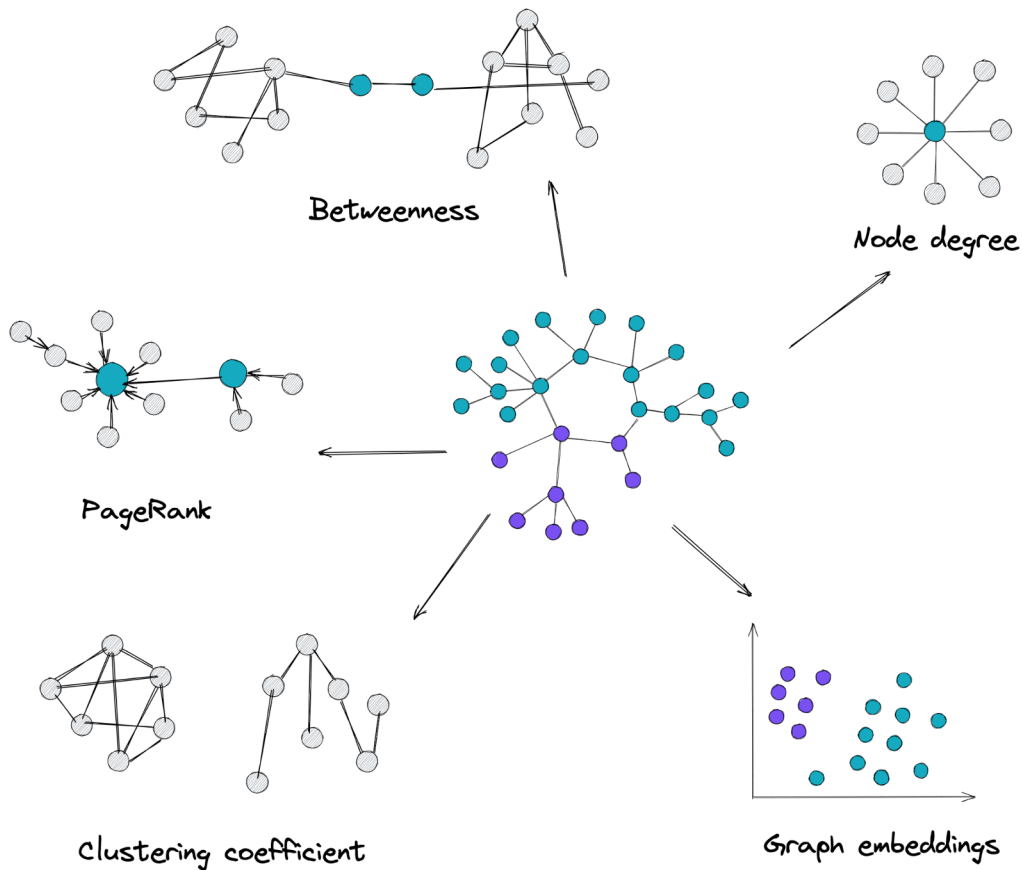 Betweenness
Node degree
PageRank
Clustering coefficient
Graph embeddings